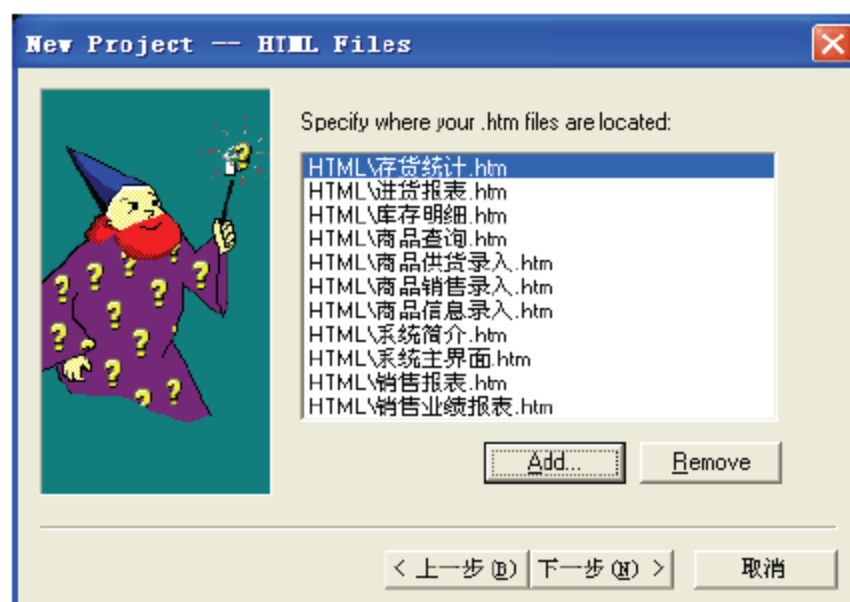 New Project -- HTML Files
Specify where your .htm files are located:
HTML\存货统计.htm
HTML\进货报表.htm
HTML\库存明细.htm
HTML\商品查询.htm
HTML\商品供货录入.htm
HTML\商品销售录入.htm
HTML\商品信息录入.htm
HTML\系统简介.htm
HTML\系统主界面.htm
HTML\销售报表.htm
HTML\销售业绩报表.htm
Add...
Remove
< 上一步(B)
下一步(N) >
取消